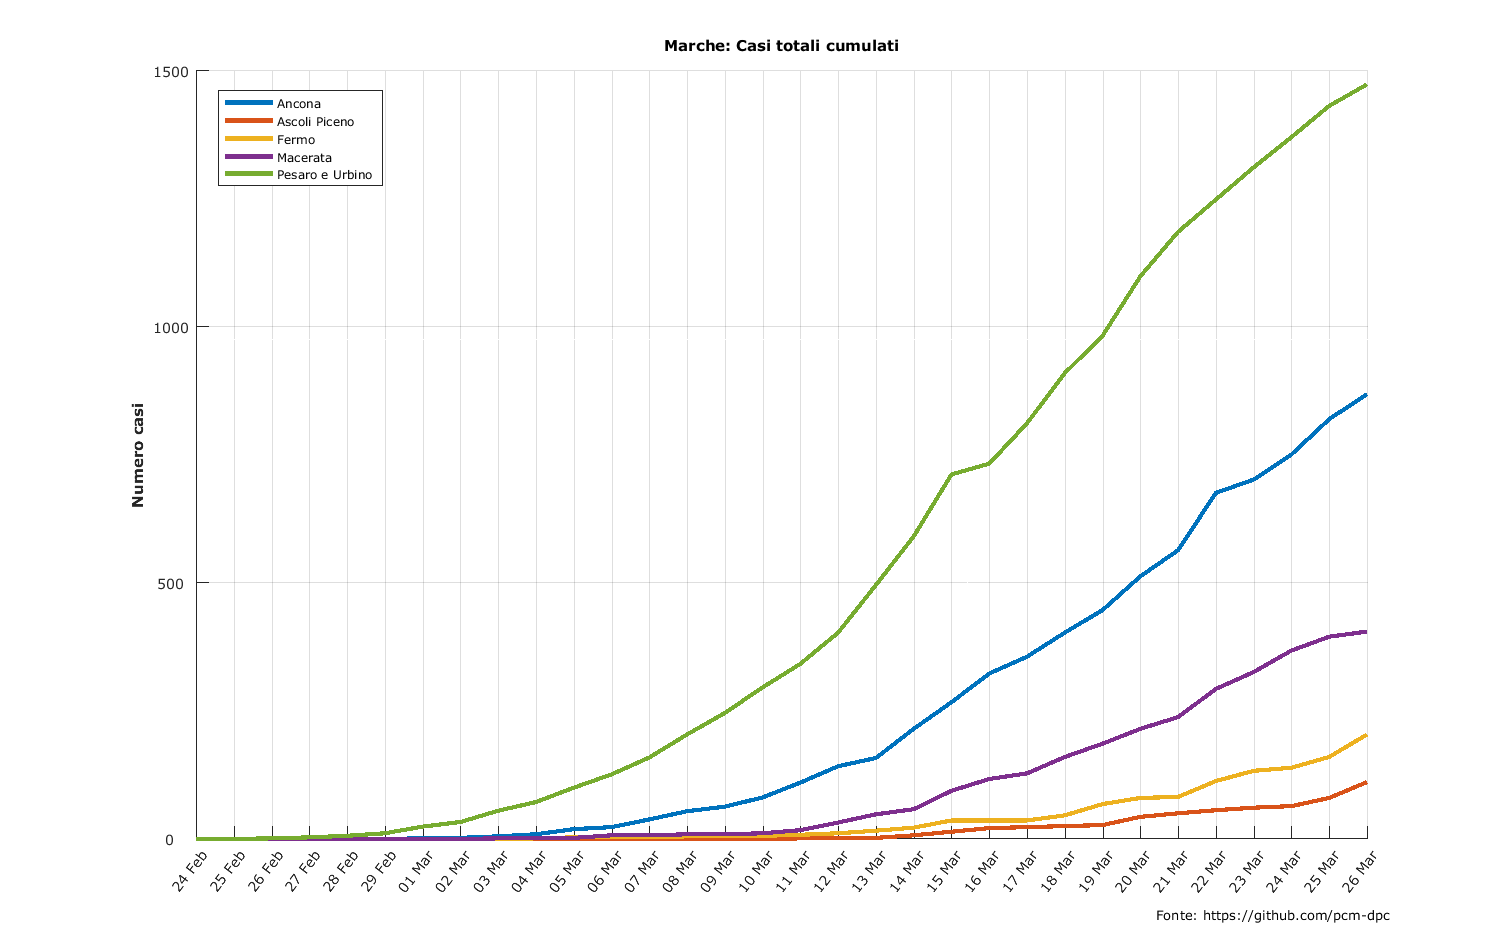 Marche: Casi totali cumulati
1500
1000
500
0
Numero casi
Ancona
Ascoli Piceno
Fermo
Macerata
Pesaro e Urbino
24 Feb
25 Feb
26 Feb
27 Feb
28 Feb
29 Feb
01 Mar
02 Mar
03 Mar
04 Mar
05 Mar
06 Mar
07 Mar
08 Mar
09 Mar
10 Mar
11 Mar
12 Mar
13 Mar
14 Mar
15 Mar
16 Mar
17 Mar
18 Mar
19 Mar
20 Mar
21 Mar
22 Mar
23 Mar
24 Mar
25 Mar
26 Mar
Fonte: https://github.com/pcm-dpc